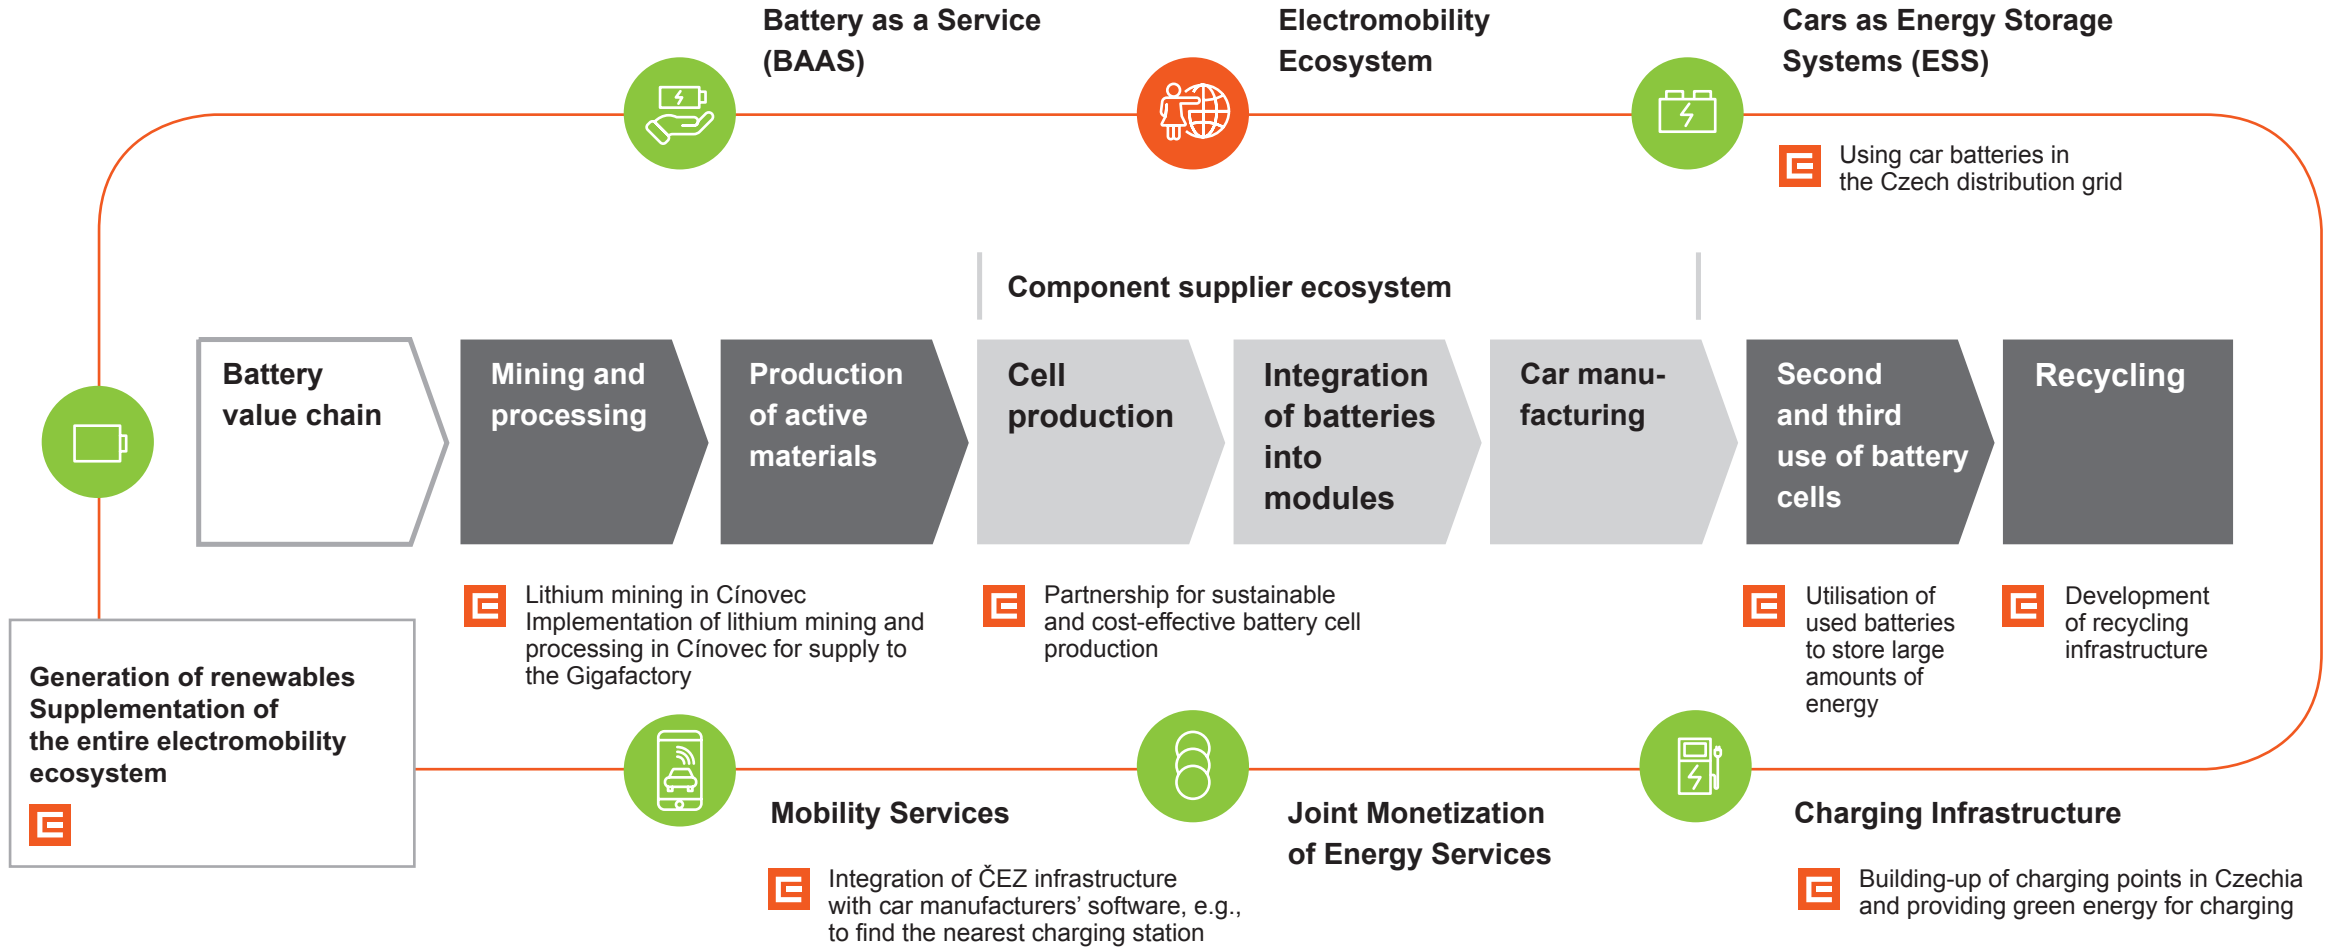 Battery as a Service
(BAAS)
Electromobility
Ecosystem
Cars as Energy Storage
Systems (ESS)
Using car batteries in
the Czech distribution grid
Component supplier ecosystem
Battery
value chain
Mining and
processing
Production
of active
materials
Cell
production
Integration
of batteries
into
modules
Car manu-
facturing
Second
and third
use of battery
cells
Recycling
Lithium mining in Cínovec
Implementation of lithium mining and
processing in Cínovec for supply to
the Gigafactory
Partnership for sustainable
and cost-effective battery cell
production
Utilisation of
used batteries
to store large
amounts of
energy
Development
of recycling
infrastructure
Generation of renewables
Supplementation of
the entire electromobility
ecosystem
Mobility Services
Integration of ČEZ infrastructure
with car manufacturers’ software, e.g.,
to find the nearest charging station
Joint Monetization
of Energy Services
Charging Infrastructure
Building-up of charging points in Czechia
and providing green energy for charging